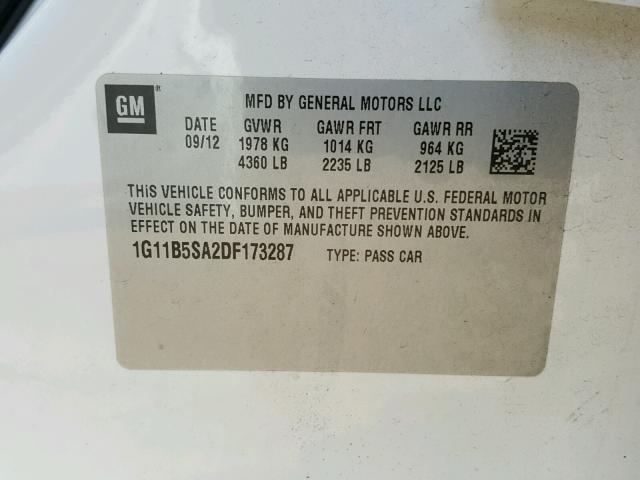 GM ®
MFD BY GENERAL MOTORS LLC
DATE GVWR GAWR FRT GAWR RR
09/12 1978 KG 1014 KG 964 KG
4360 LB 2235 LB 2125 LB
THIS VEHICLE CONFORMS TO ALL APPLICABLE U.S. FEDERAL MOTOR
VEHICLE SAFETY, BUMPER, AND THEFT PREVENTION STANDARDS IN
EFFECT ON THE DATE OF MANUFACTURE SHOWN ABOVE.
1G11B5SA2DF173287 TYPE: PASS CAR